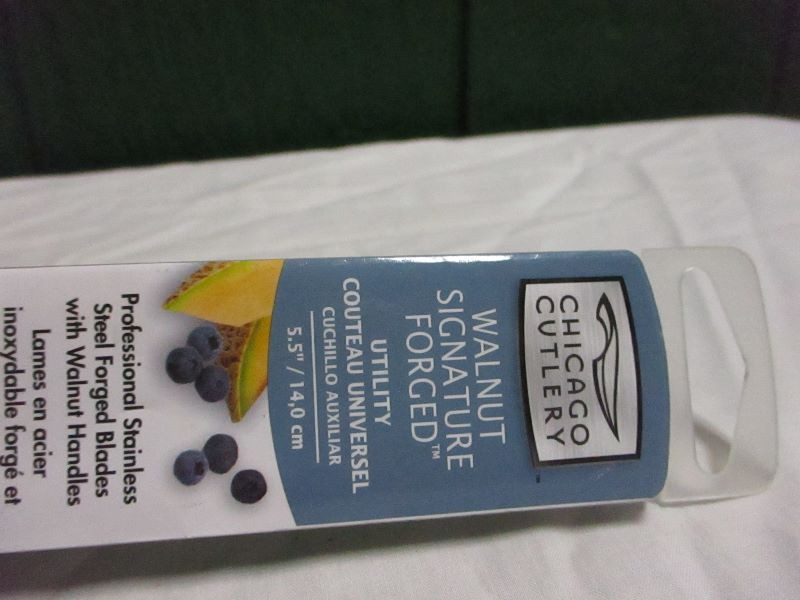 CHICAGO
CUTLERY
WALNUT
SIGNATURE
FORGED™
UTILITY
COUTEAU UNIVERSEL
CUCHILLO AUXILIAR
5.5" / 14,0 cm
Professional Stainless
Steel Forged Blades
with Walnut Handles
Lames en acier
inoxydable forgé et